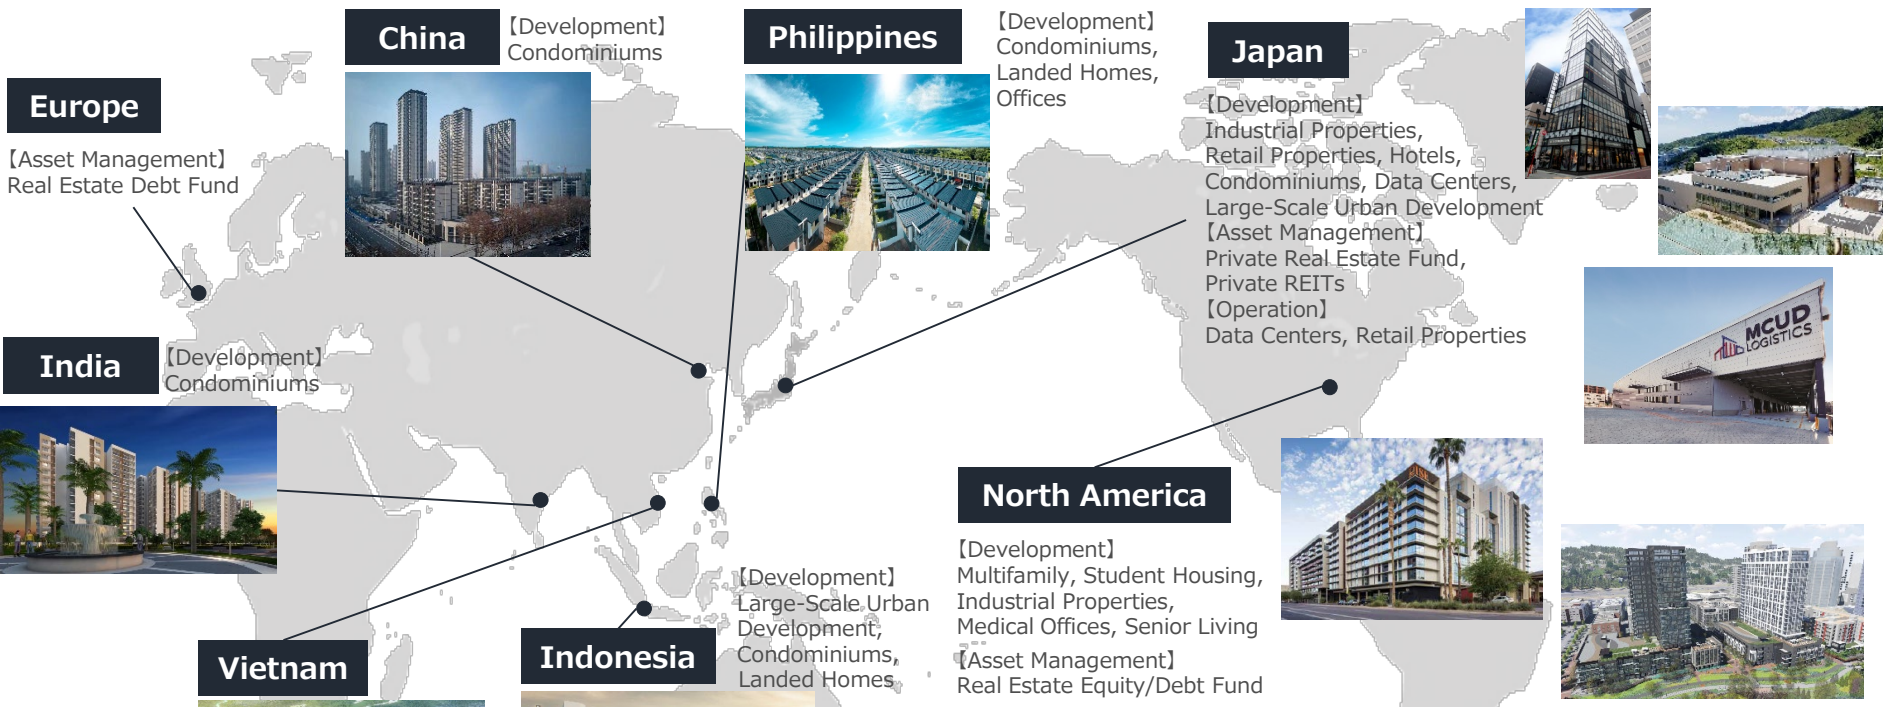 China
【Development】
Condominiums
Philippines
【Development】
Condominiums,
Landed Homes,
Offices
Japan
【Development】
Industrial Properties,
Retail Properties, Hotels,
Condominiums, Data Centers,
Large-Scale Urban Development
【Asset Management】
Private Real Estate Fund,
Private REITs
【Operation】
Data Centers, Retail Properties
Europe
【Asset Management】
Real Estate Debt Fund
India
【Development】
Condominiums
MCUD
LOGISTICS
North America
【Development】
Multifamily, Student Housing,
Industrial Properties,
Medical Offices, Senior Living
【Asset Management】
Real Estate Equity/Debt Fund
Vietnam
Indonesia
【Development】
Large-Scale Urban
Development,
Condominiums,
Landed Homes